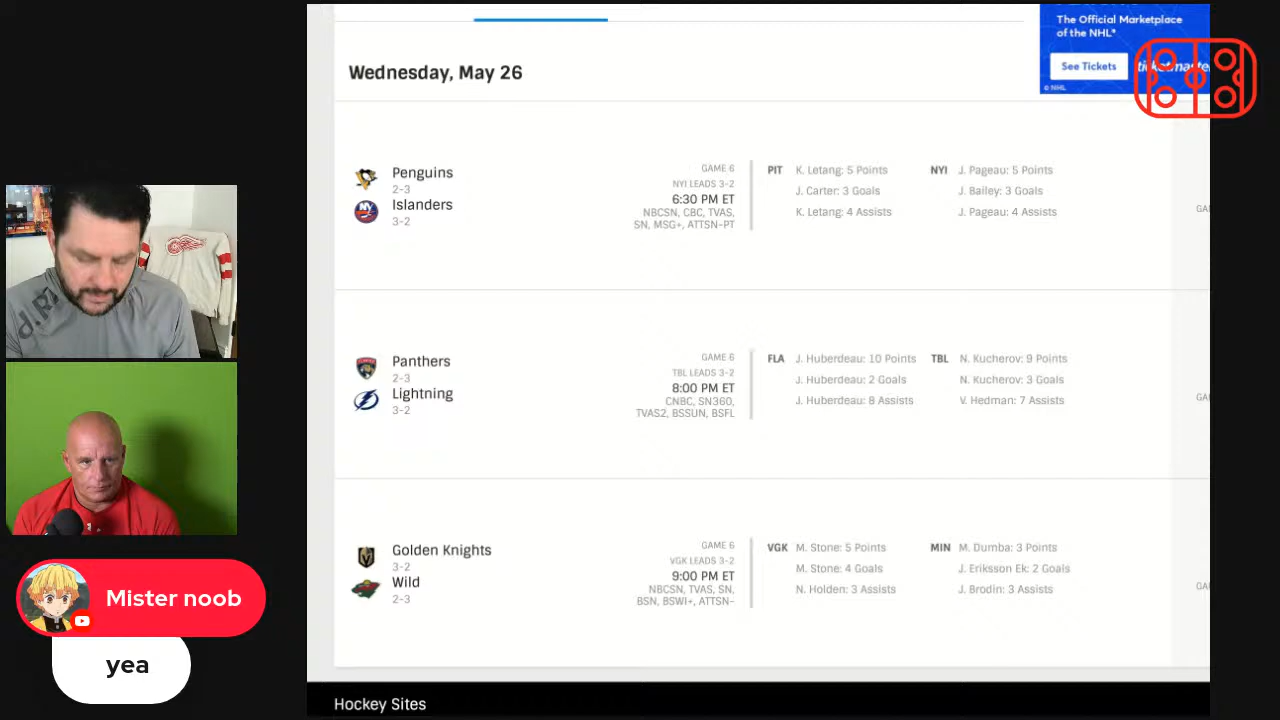 The Official Marketplace
of the NHL®
See Tickets
ticketmaster
© NHL
Wednesday, May 26
Penguins
2-3
Islanders
3-2
GAME 6
NYI LEADS 3-2
6:30 PM ET
NBCSN, CBC, TVAS,
SN, MSG+, ATTSN-PT
PIT K. Letang: 5 Points
J. Carter: 3 Goals
K. Letang: 4 Assists
NYI J. Pageau: 5 Points
J. Bailey: 3 Goals
J. Pageau: 4 Assists
GA
Panthers
2-3
Lightning
3-2
GAME 6
TBL LEADS 3-2
8:00 PM ET
CNBC, SN360,
TVAS2, BSSUN, BSFL
FLA J. Huberdeau: 10 Points
J. Huberdeau: 2 Goals
J. Huberdeau: 8 Assists
TBL N. Kucherov: 9 Points
N. Kucherov: 3 Goals
V. Hedman: 7 Assists
GA
Golden Knights
3-2
Wild
2-3
GAME 6
VGK LEADS 3-2
9:00 PM ET
NBCSN, TVAS, SN,
BSN, BSWI+, ATTSN-
VGK M. Stone: 5 Points
M. Stone: 4 Goals
N. Holden: 3 Assists
MIN M. Dumba: 3 Points
J. Eriksson Ek: 2 Goals
J. Brodin: 3 Assists
GA
Hockey Sites
Mister noob
yea